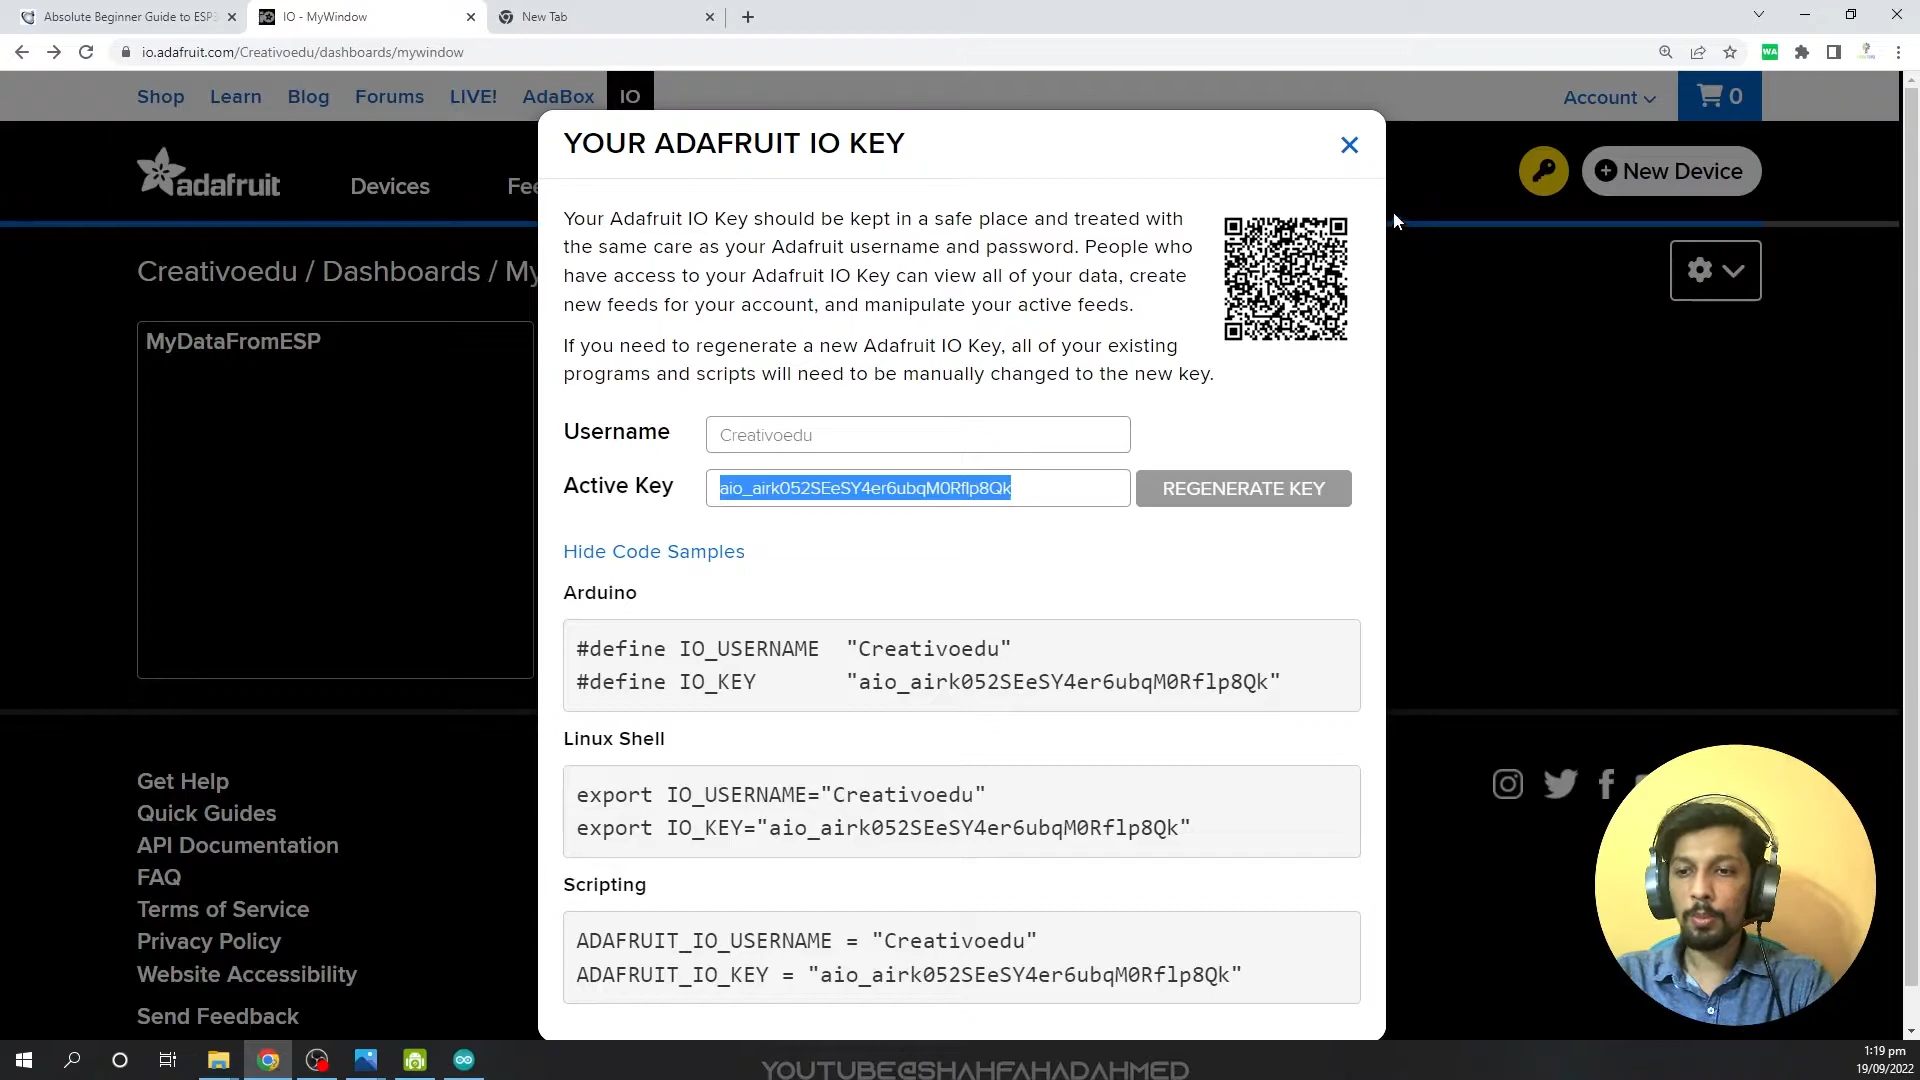 Absolute Beginner Guide to ESP3
IO - MyWindow
New Tab
io.adafruit.com/Creativoedu/dashboards/mywindow
WA
Shop
Learn
Blog
Forums
LIVE!
AdaBox
IO
Account
0
adafruit
Devices
Fee
New Device
Creativoedu / Dashboards / My
MyDataFromESP
YOUR ADAFRUIT IO KEY
Your Adafruit IO Key should be kept in a safe place and treated with
the same care as your Adafruit username and password. People who
have access to your Adafruit IO Key can view all of your data, create
new feeds for your account, and manipulate your active feeds.
If you need to regenerate a new Adafruit IO Key, all of your existing
programs and scripts will need to be manually changed to the new key.
Username
Creativoedu
Active Key
aio_airk052SEeSY4er6ubqM0Rflp8Qk
REGENERATE KEY
Hide Code Samples
Arduino
#define IO_USERNAME "Creativoedu"
#define IO_KEY "aio_airk052SEeSY4er6ubqM0Rflp8Qk"
Linux Shell
export IO_USERNAME="Creativoedu"
export IO_KEY="aio_airk052SEeSY4er6ubqM0Rflp8Qk"
Scripting
ADAFRUIT_IO_USERNAME = "Creativoedu"
ADAFRUIT_IO_KEY = "aio_airk052SEeSY4er6ubqM0Rflp8Qk"
Get Help
Quick Guides
API Documentation
FAQ
Terms of Service
Privacy Policy
Website Accessibility
Send Feedback
YOUTUBE@SHAHFAHADAHMED
1:19 pm
19/09/2022